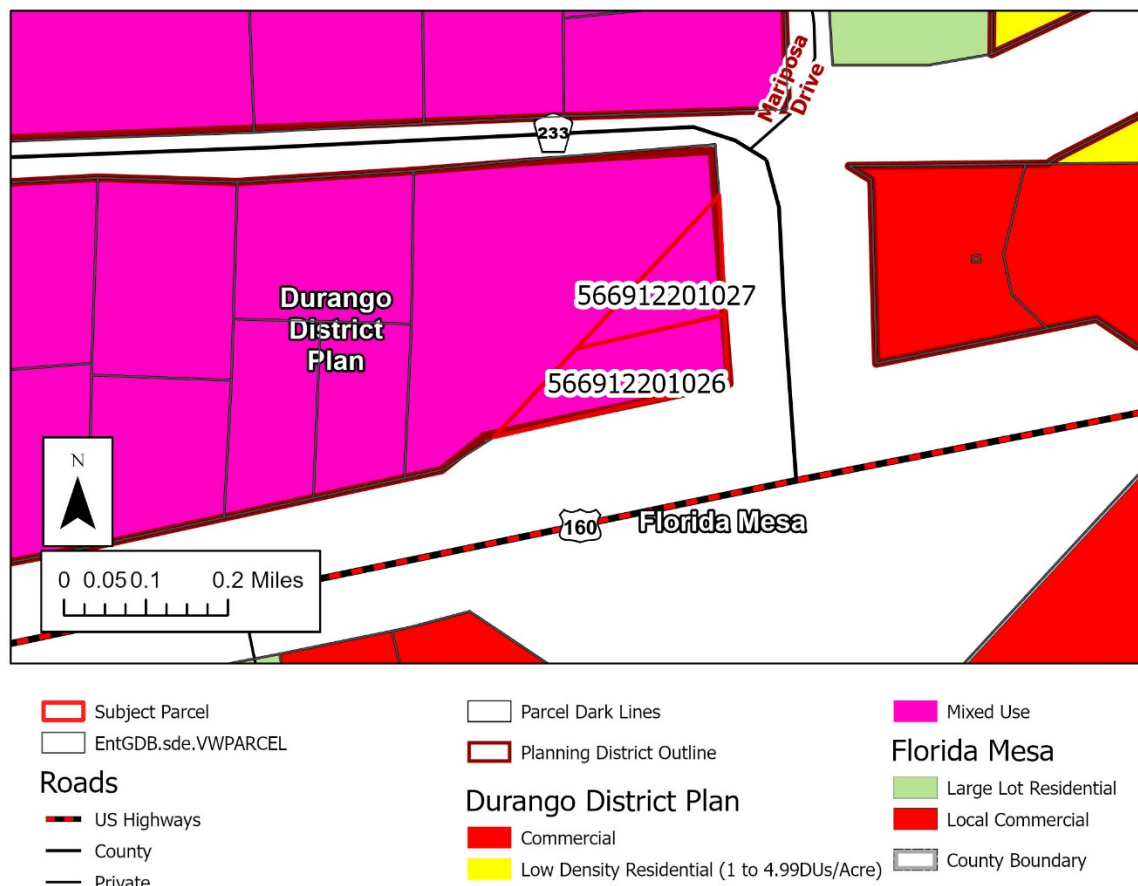 Mariposa
Drive
233
566912201027
Durango
District
Plan
566912201026
N
160
Florida Mesa
0 0.05 0.1 0.2 Miles
Subject Parcel
EntGDB.sde.VWPARCEL
Roads
US Highways
County
Private
Parcel Dark Lines
Planning District Outline
Durango District Plan
Commercial
Low Density Residential (1 to 4.99DUs/Acre)
Mixed Use
Florida Mesa
Large Lot Residential
Local Commercial
County Boundary